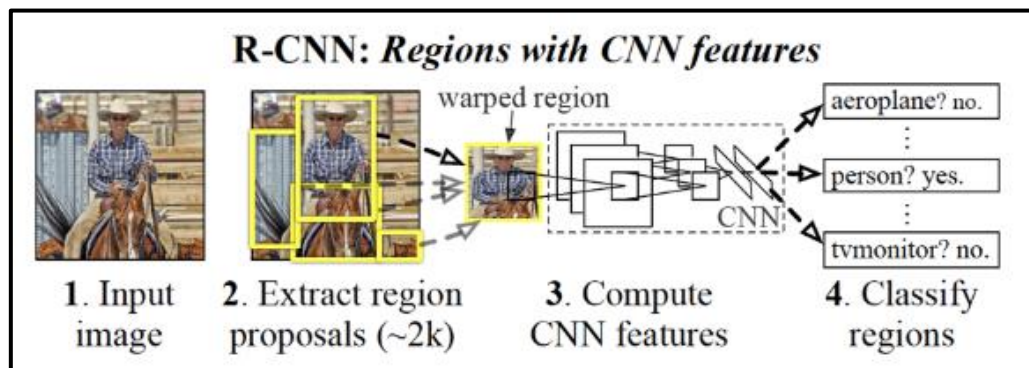 R-CNN: Regions with CNN features
warped region
aeroplane? no.
person? yes.
tvmonitor? no.
CNN
1. Input
image
2. Extract region
proposals (~2k)
3. Compute
CNN features
4. Classify
regions